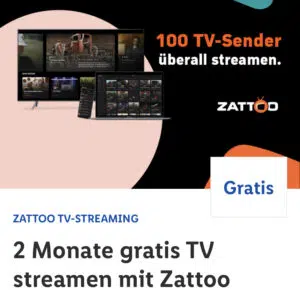 100 TV-Sender
überall streamen.
ZATTOO
Gratis
ZATTOO TV-STREAMING
2 Monate gratis TV
streamen mit Zattoo